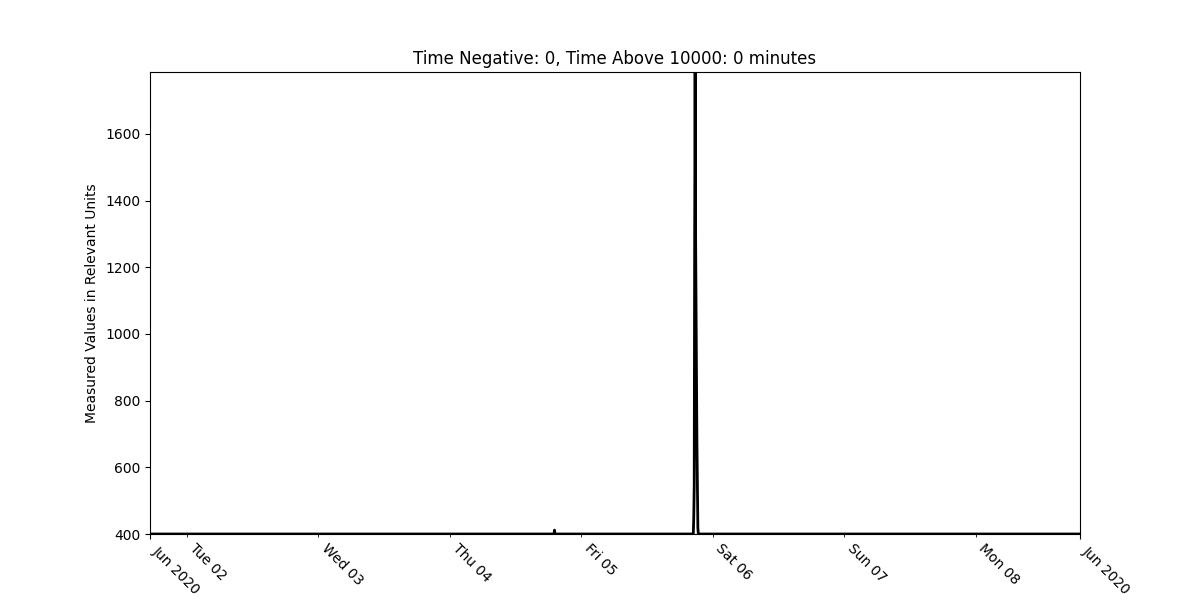 Time Negative: 0, Time Above 10000: 0 minutes
Measured Values in Relevant Units
1600
1400
1200
1000
800
600
400
Jun 2020
Tue 02
Wed 03
Thu 04
Fri 05
Sat 06
Sun 07
Mon 08
Jun 2020